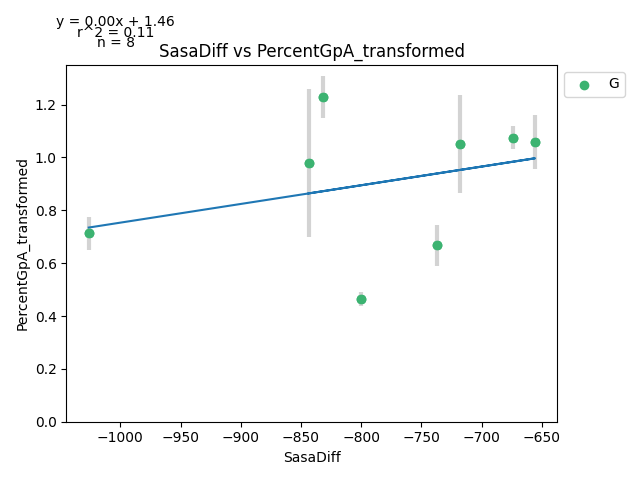 y = 0.00x + 1.46
r^2 = 0.11
n = 8
SasaDiff vs PercentGpA_transformed
G
PercentGpA_transformed
1.2
1.0
0.8
0.6
0.4
0.2
0.0
−1000 −950 −900 −850 −800 −750 −700 −650
SasaDiff